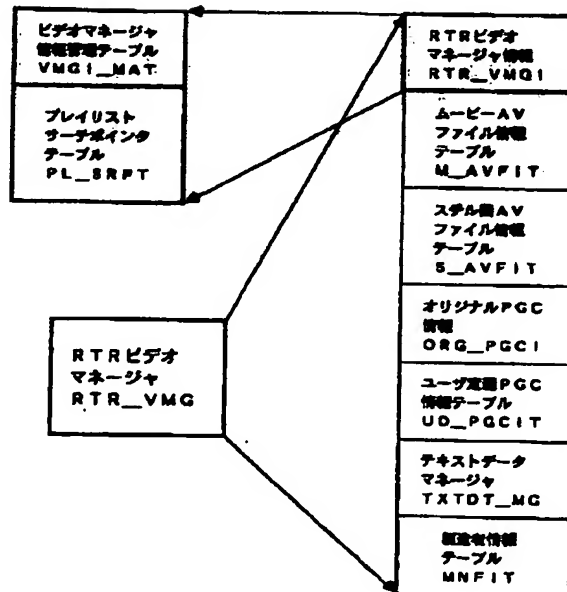 ビデオマネージャ
情報管理テーブル
VMGI_MAT
プレイリスト
サーチポインタ
テーブル
PL_SRPT
RTRビデオ
マネージャ
RTR_VMG
RTRビデオ
マネージャ情報
RTR_VMGI
ムービーAV
ファイル情報
テーブル
M_AVFIT
ステル画AV
ファイル情報
テーブル
S_AVFIT
オリジナルPGC
情報
ORG_PGCI
ユーザ定義PGC
情報テーブル
UD_PGCIT
テキストデータ
マネージャ
TXTDT_MG
製造者情報
テーブル
MNFIT